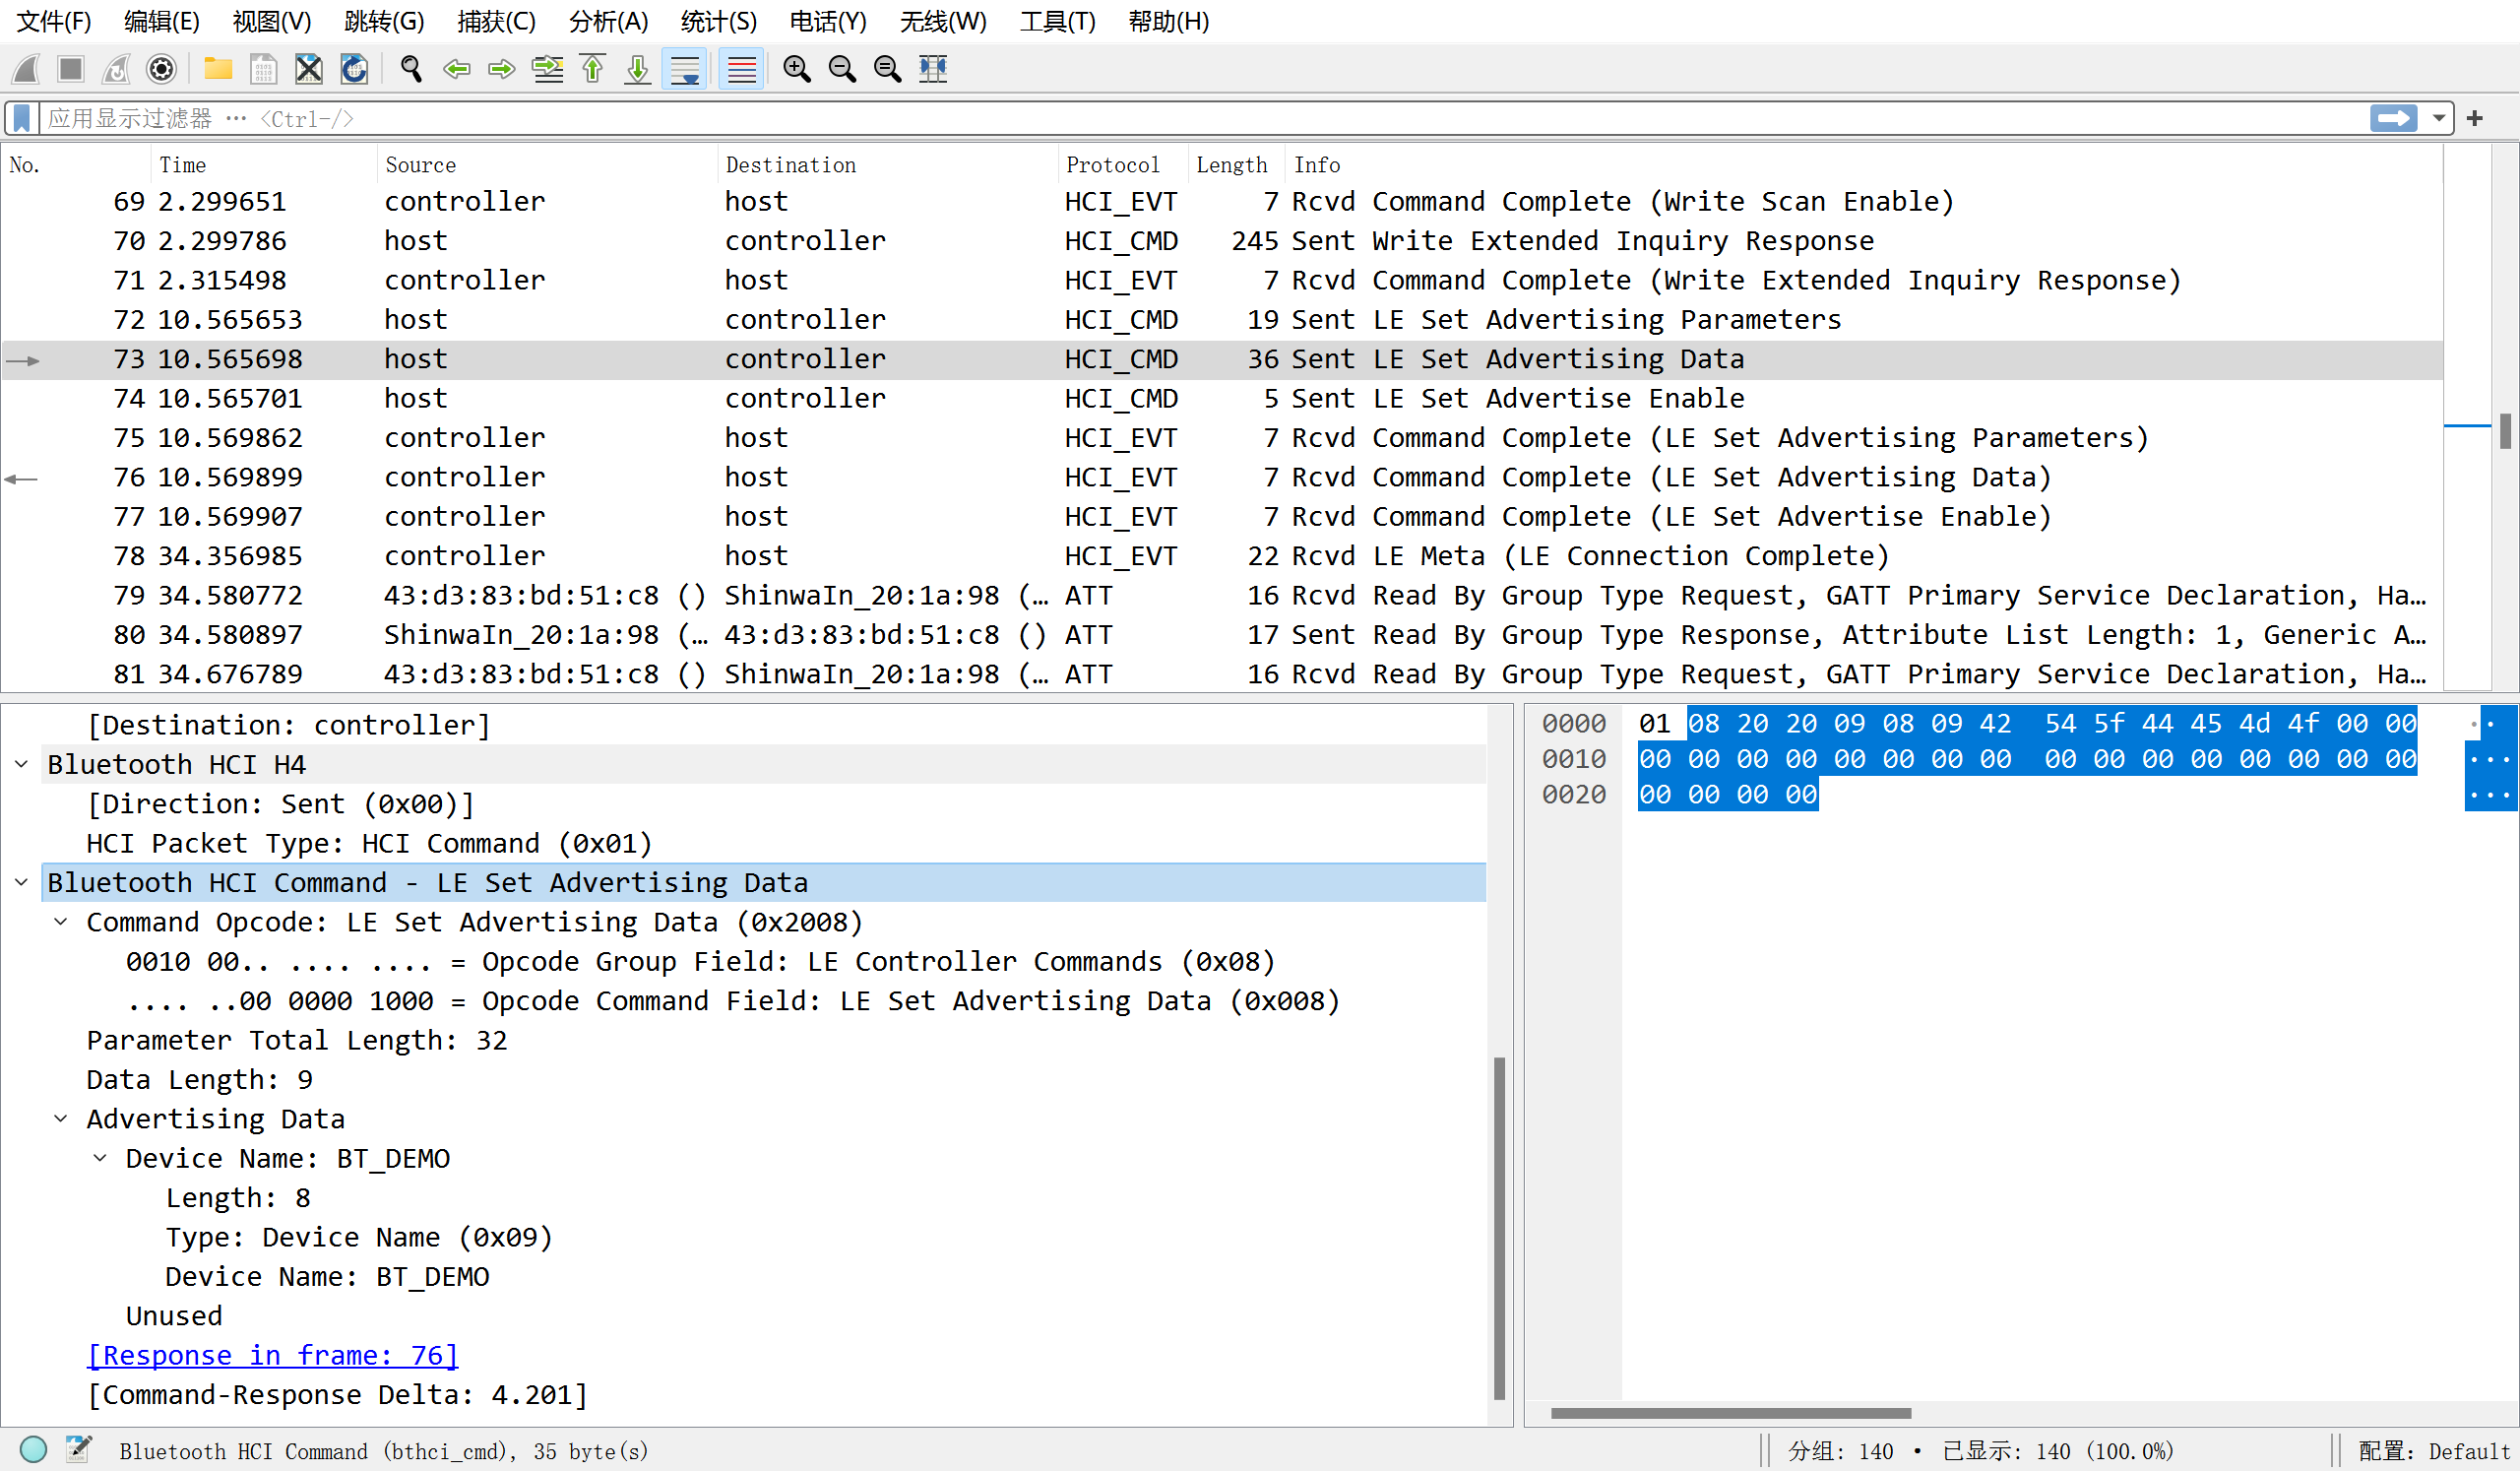 文件(F) 编辑(E) 视图(V) 跳转(G) 捕获(C) 分析(A) 统计(S) 电话(Y) 无线(W) 工具(T) 帮助(H)
应用显示过滤器 … <Ctrl-/>
No. Time Source Destination Protocol Length Info
69 2.299651 controller host HCI_EVT 7 Rcvd Command Complete (Write Scan Enable)
70 2.299786 host controller HCI_CMD 245 Sent Write Extended Inquiry Response
71 2.315498 controller host HCI_EVT 7 Rcvd Command Complete (Write Extended Inquiry Response)
72 10.565653 host controller HCI_CMD 19 Sent LE Set Advertising Parameters
73 10.565698 host controller HCI_CMD 36 Sent LE Set Advertising Data
74 10.565701 host controller HCI_CMD 5 Sent LE Set Advertise Enable
75 10.569862 controller host HCI_EVT 7 Rcvd Command Complete (LE Set Advertising Parameters)
76 10.569899 controller host HCI_EVT 7 Rcvd Command Complete (LE Set Advertising Data)
77 10.569907 controller host HCI_EVT 7 Rcvd Command Complete (LE Set Advertise Enable)
78 34.356985 controller host HCI_EVT 22 Rcvd LE Meta (LE Connection Complete)
79 34.580772 43:d3:83:bd:51:c8 () ShinwaIn_20:1a:98 (… ATT 16 Rcvd Read By Group Type Request, GATT Primary Service Declaration, Ha…
80 34.580897 ShinwaIn_20:1a:98 (… 43:d3:83:bd:51:c8 () ATT 17 Sent Read By Group Type Response, Attribute List Length: 1, Generic A…
81 34.676789 43:d3:83:bd:51:c8 () ShinwaIn_20:1a:98 (… ATT 16 Rcvd Read By Group Type Request, GATT Primary Service Declaration, Ha…
[Destination: controller]
Bluetooth HCI H4
[Direction: Sent (0x00)]
HCI Packet Type: HCI Command (0x01)
Bluetooth HCI Command - LE Set Advertising Data
Command Opcode: LE Set Advertising Data (0x2008)
0010 00.. .... .... = Opcode Group Field: LE Controller Commands (0x08)
.... ..00 0000 1000 = Opcode Command Field: LE Set Advertising Data (0x008)
Parameter Total Length: 32
Data Length: 9
Advertising Data
Device Name: BT_DEMO
Length: 8
Type: Device Name (0x09)
Device Name: BT_DEMO
Unused
[Response in frame: 76]
[Command-Response Delta: 4.201]
0000 01 08 20 20 09 08 09 42 54 5f 44 45 4d 4f 00 00 ··
0010 00 00 00 00 00 00 00 00 00 00 00 00 00 00 00 00 ···
0020 00 00 00 00 ···
Bluetooth HCI Command (bthci_cmd), 35 byte(s) 分组: 140 · 已显示: 140 (100.0%) 配置: Default